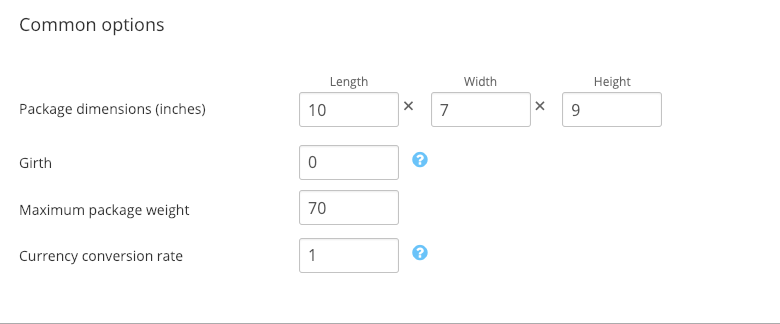 Common options
Length Width Height
Package dimensions (inches) 10 × 7 × 9
Girth 0 ?
Maximum package weight 70
Currency conversion rate 1 ?